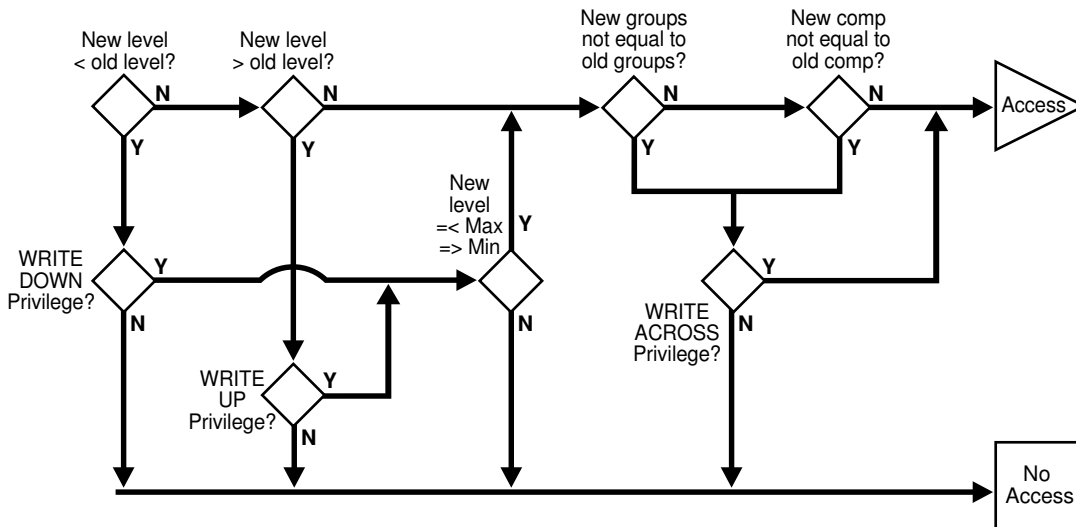 New level
< old level?
New level
> old level?
New groups
not equal to
old groups?
New comp
not equal to
old comp?
N
N
N
N
Access
Y
Y
Y
Y
New
level
=< Max
=> Min
Y
WRITE
DOWN
Privilege?
Y
N
N
Y
N
WRITE
ACROSS
Privilege?
WRITE
UP
Privilege?
Y
N
No
Access